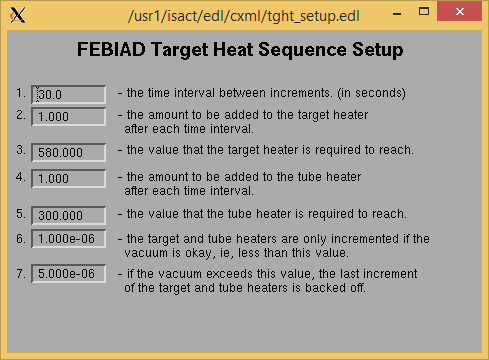 /usr1/isact/edl/cxml/tght_setup.edl
FEBIAD Target Heat Sequence Setup
1. 30.0 - the time interval between increments. (in seconds)
2. 1.000 - the amount to be added to the target heater
after each time interval.
3. 580.000 - the value that the target heater is required to reach.
4. 1.000 - the amount to be added to the tube heater
after each time interval.
5. 300.000 - the value that the tube heater is required to reach.
6. 1.000e-06 - the target and tube heaters are only incremented if the
vacuum is okay, ie, less than this value.
7. 5.000e-06 - if the vacuum exceeds this value, the last increment
of the target and tube heaters is backed off.